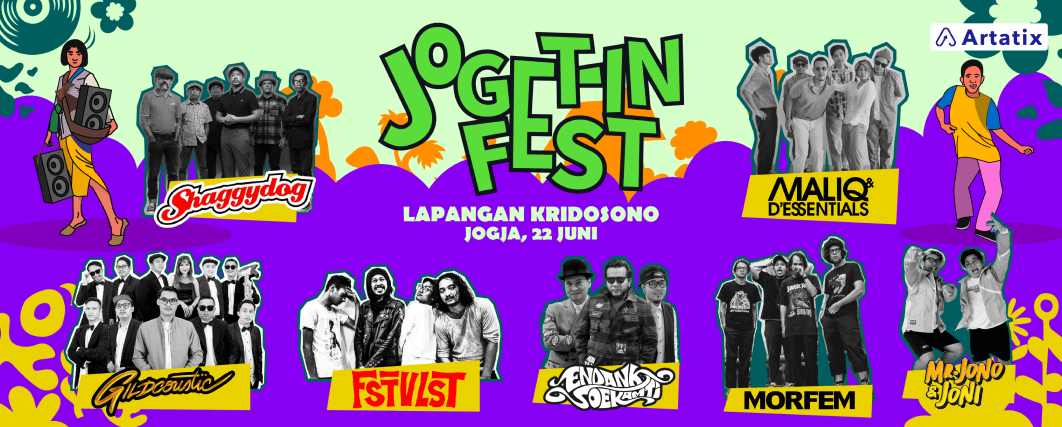 Artatix
JOGET-IN
FEST
LAPANGAN KRIDOSONO
JOGJA, 22 JUNI
Shaggydog
MALIQ &
D'ESSENTIALS
Gildcoustic
FSTVLST
ENDANK
SOEKAMTI
MORFEM
MR. JONO
& JONI